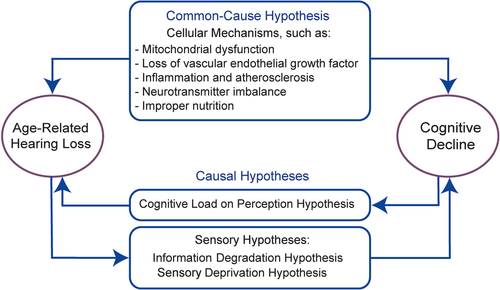 Common-Cause Hypothesis
Cellular Mechanisms, such as:
- Mitochondrial dysfunction
- Loss of vascular endothelial growth factor
- Inflammation and atherosclerosis
- Neurotransmitter imbalance
- Improper nutrition
Age-Related
Hearing Loss
Cognitive
Decline
Causal Hypotheses
Cognitive Load on Perception Hypothesis
Sensory Hypotheses:
Information Degradation Hypothesis
Sensory Deprivation Hypothesis